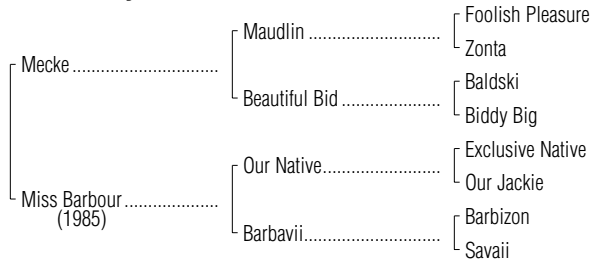 Foolish Pleasure
Maudlin ............................
Zonta
Mecke ...............................
Baldski
Beautiful Bid .....................
Biddy Big
Exclusive Native
Our Native.........................
Our Jackie
Miss Barbour ....................
(1985)
Barbizon
Barbavii.............................
Savaii